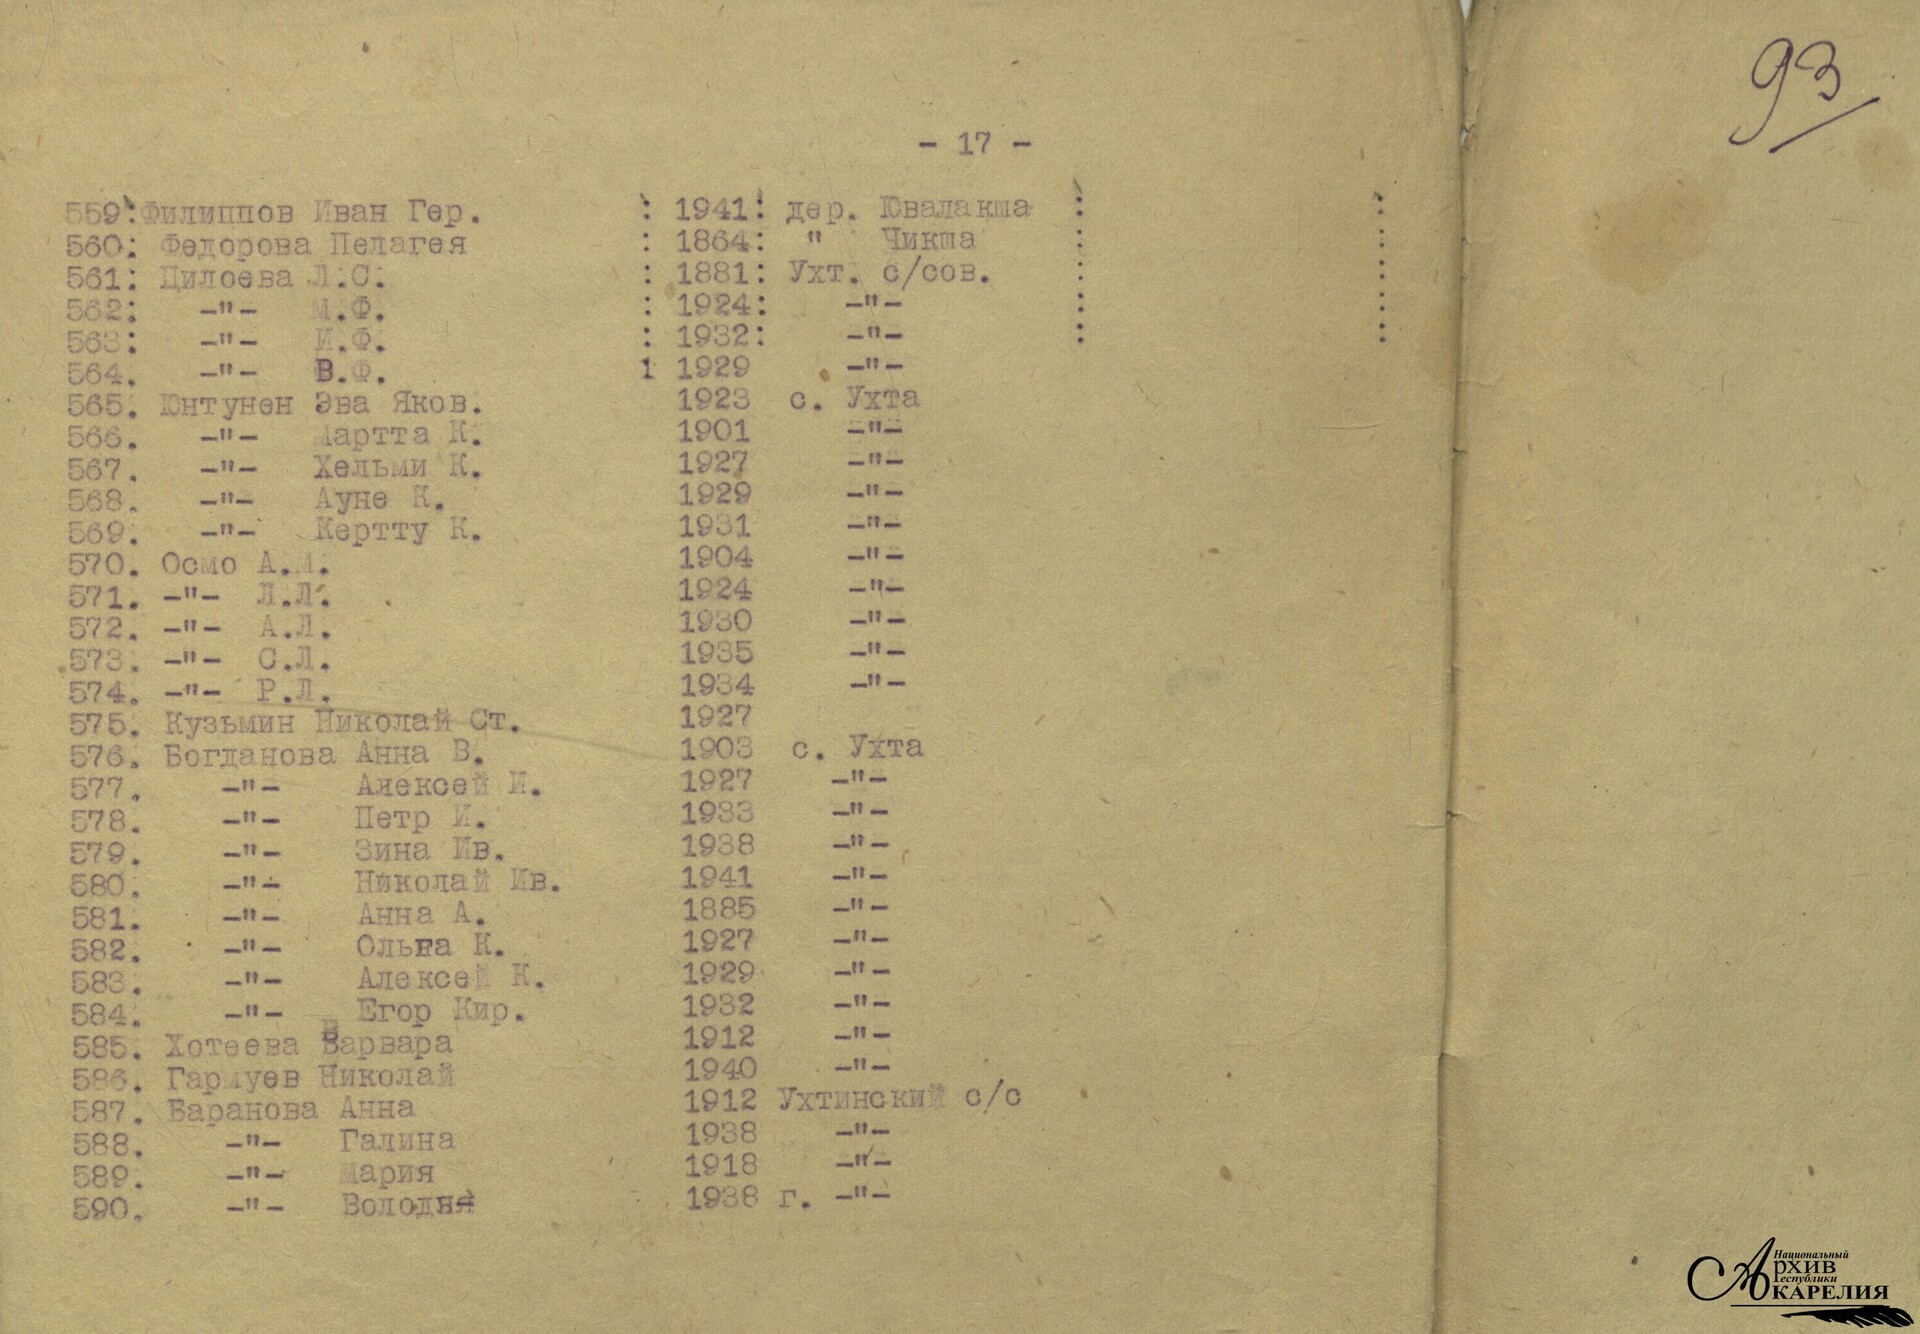 93
- 17 -
559: Филиппов Иван Гер. : 1941: дер. Ювалакша :
560: Федорова Пелагея : 1864: " Чикша :
561: Цилоева Л.С. : 1881: Ухт. с/сов. :
562: -"- М.Ф. : 1924: -"- :
563: -"- И.Ф. : 1932: -"- :
564. -"- В.Ф. 1 1929 -"-
565. Юнтунен Эва Яков. 1923 с. Ухта
566. -"- Мартта К. 1901 -"-
567. -"- Хельми К. 1927 -"-
568. -"- Ауне К. 1929 -"-
569. -"- Кертту К. 1931 -"-
570. Осмо А.М. 1904 -"-
571. -"- Л.Л. 1924 -"-
572. -"- А.Л. 1930 -"-
573. -"- С.Л. 1935 -"-
574. -"- Р.Л. 1934 -"-
575. Кузьмин Николай Ст. 1927
576. Богданова Анна В. 1903 с. Ухта
577. -"- Алексей И. 1927 -"-
578. -"- Петр И. 1933 -"-
579. -"- Зина Ив. 1938 -"-
580. -"- Николай Ив. 1941 -"-
581. -"- Анна А. 1885 -"-
582. -"- Ольга К. 1927 -"-
583. -"- Алексей К. 1929 -"-
584. -"- Егор Кир. 1932 -"-
585. Хотеева Варвара 1912 -"-
586. Гармуев Николай 1940 -"-
587. Баранова Анна 1912 Ухтинский с/с
588. -"- Галина 1938 -"-
589. -"- Мария 1918 -"-
590. -"- Володя 1938 г. -"-
Национальный
Архив
Республики
КАРЕЛИЯ